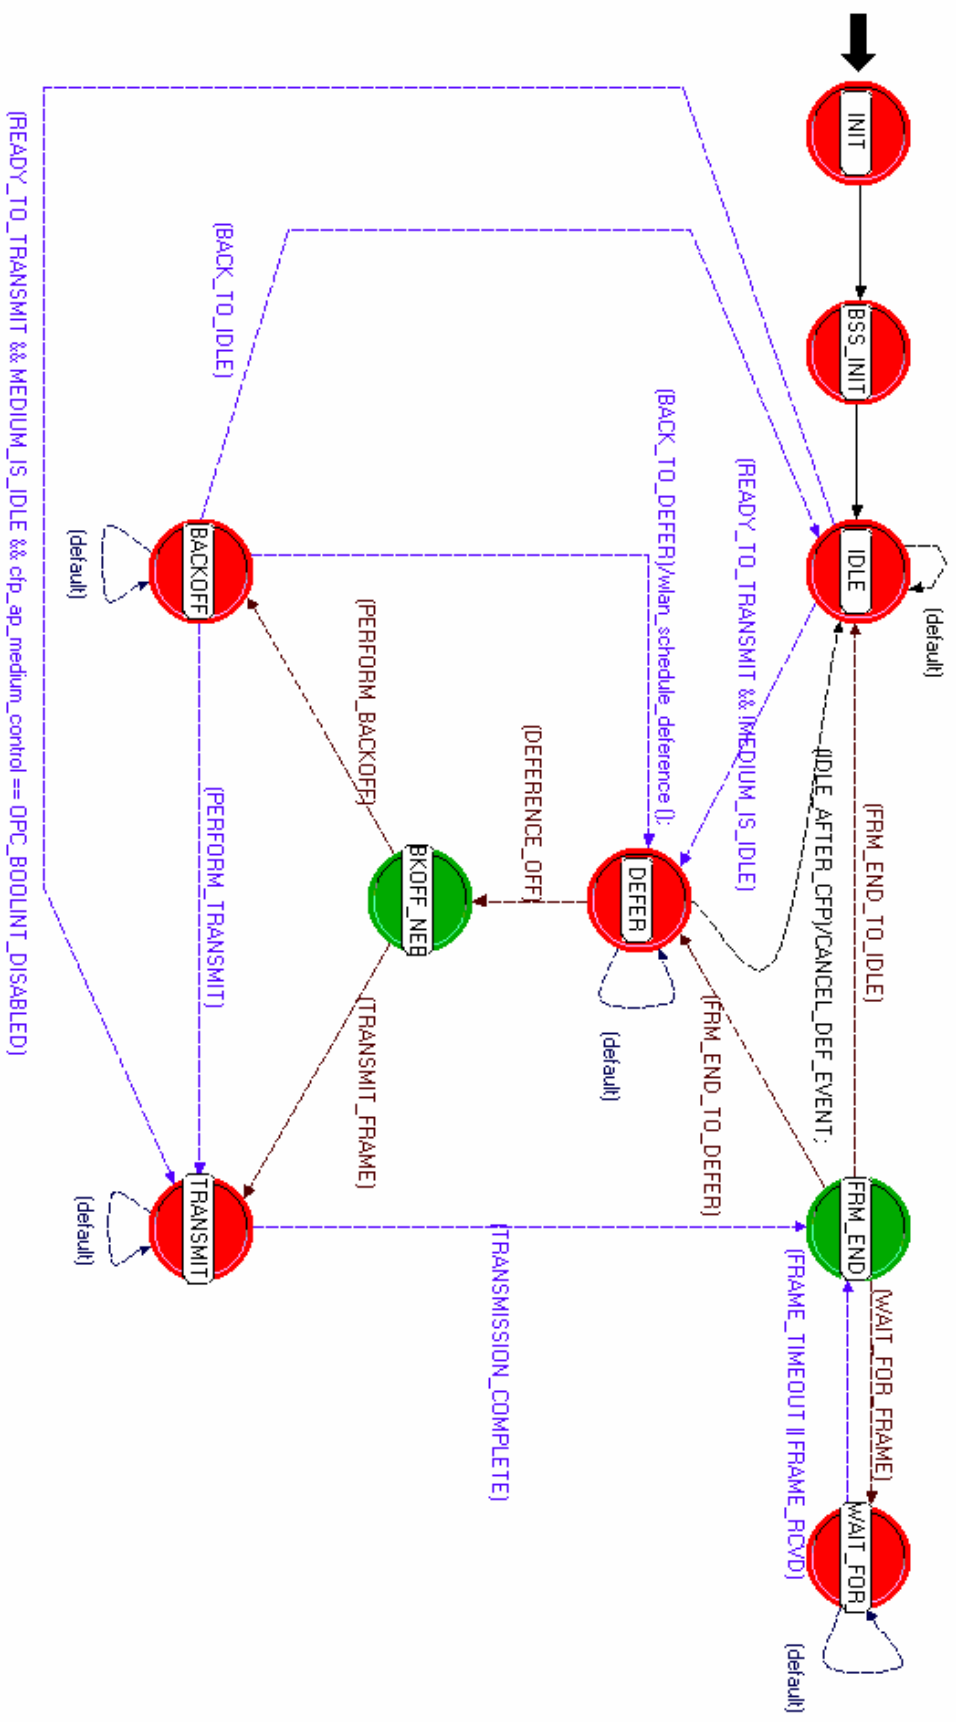 INIT
BSS_INIT
IDLE
(default)
(FRM_END_TO_IDLE)
FRM_END
(WAIT_FOR_FRAME)
WAIT_FOR
(default)
(FRAME_TIMEOUT || FRAME_RCVD)
(IDLE_AFTER_CFP)/CANCEL_DEF_EVENT;
(READY_TO_TRANSMIT && !MEDIUM_IS_IDLE)
(FRM_END_TO_DEFER)
(BACK_TO_DEFER)/wlan_schedule_deference ();
DEFER
(default)
(DEFERENCE_OFF)
(TRANSMISSION_COMPLETE)
BKOFF_NEE
(PERFORM_BACKOFF)
(TRANSMIT_FRAME)
(BACK_TO_IDLE)
(PERFORM_TRANSMIT)
BACKOFF
TRANSMIT
(default)
(default)
(READY_TO_TRANSMIT && MEDIUM_IS_IDLE && cfp_ap_medium_control == OPC_BOOLINT_DISABLED)